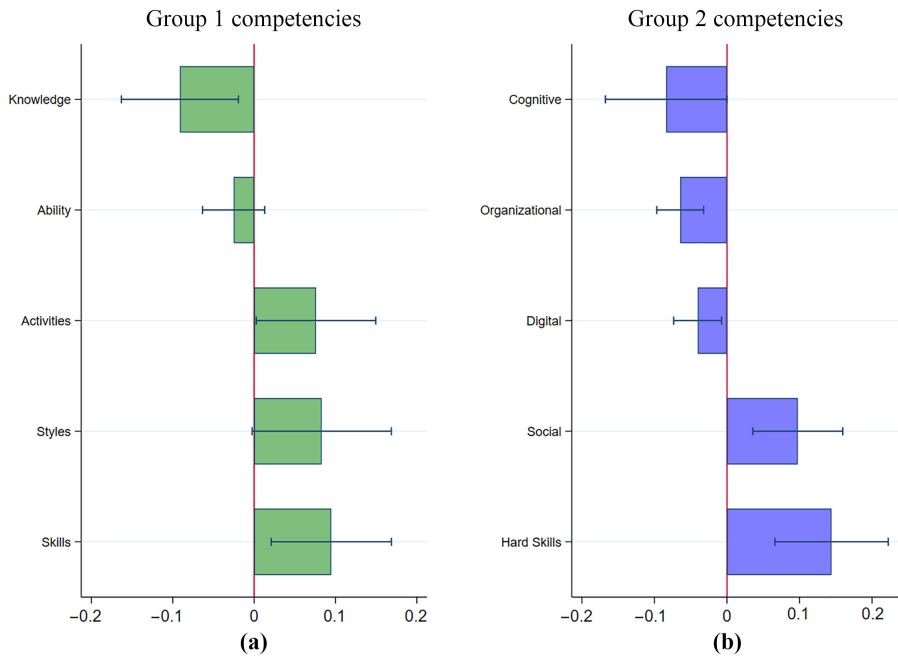 Group 1 competencies
Knowledge
Ability
Activities
Styles
Skills
−0.2 −0.1 0 0.1 0.2
(a)
Group 2 competencies
Cognitive
Organizational
Digital
Social
Hard Skills
−0.2 −0.1 0 0.1 0.2
(b)